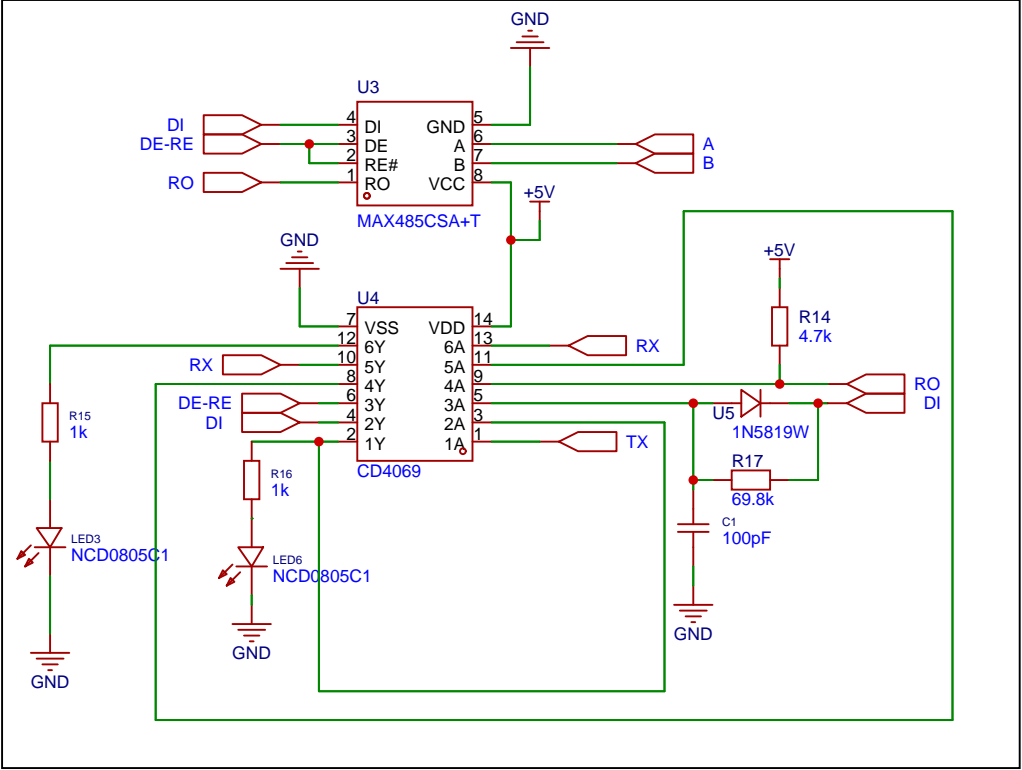 GND
U3
DI
DE-RE
RO
4
3
2
1
DI
DE
RE#
RO
GND
A
B
VCC
5
6
7
8
A
B
MAX485CSA+T
+5V
GND
U4
7
12
10
8
6
4
2
VSS
6Y
5Y
4Y
3Y
2Y
1Y
VDD
6A
5A
4A
3A
2A
1A
14
13
11
9
5
3
1
CD4069
RX
DE-RE
DI
RX
TX
+5V
R14
4.7k
RO
DI
U5
1N5819W
R17
69.8k
C1
100pF
GND
R15
1k
LED3
NCD0805C1
GND
R16
1k
LED6
NCD0805C1
GND